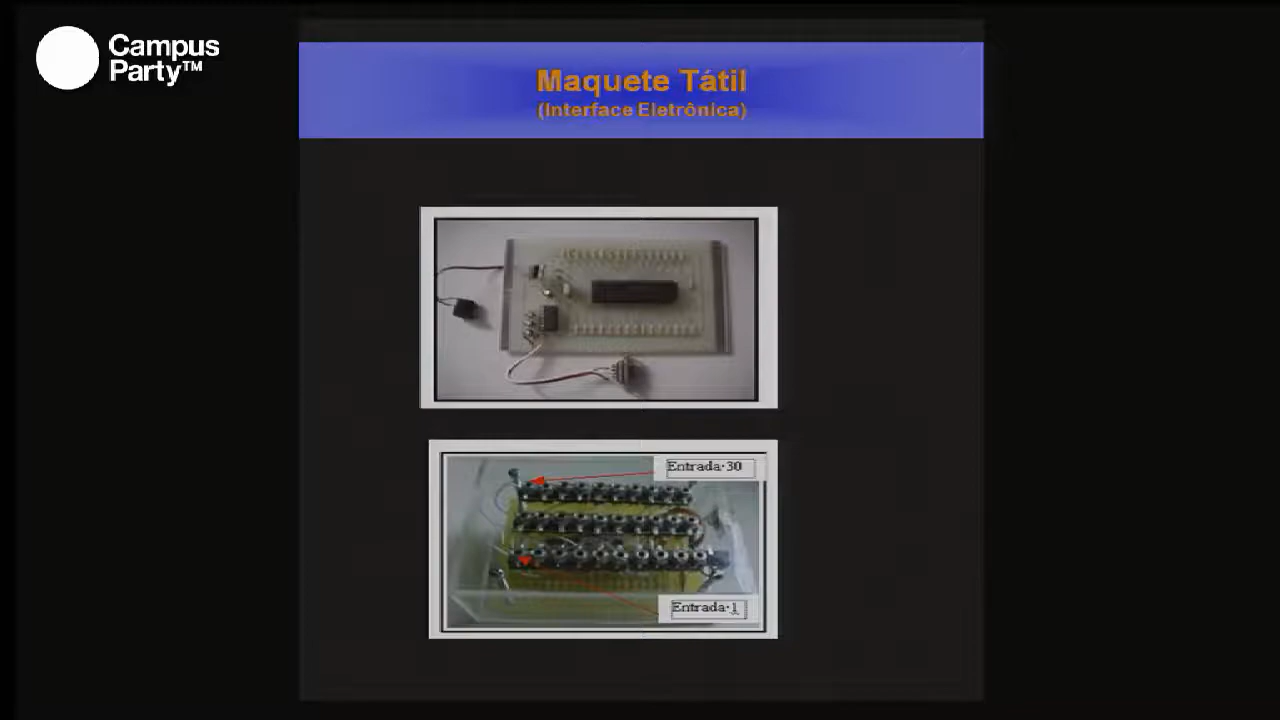 Campus
Party™
Maquete Tátil
(Interface Eletrônica)
Entrada·30
Entrada·1